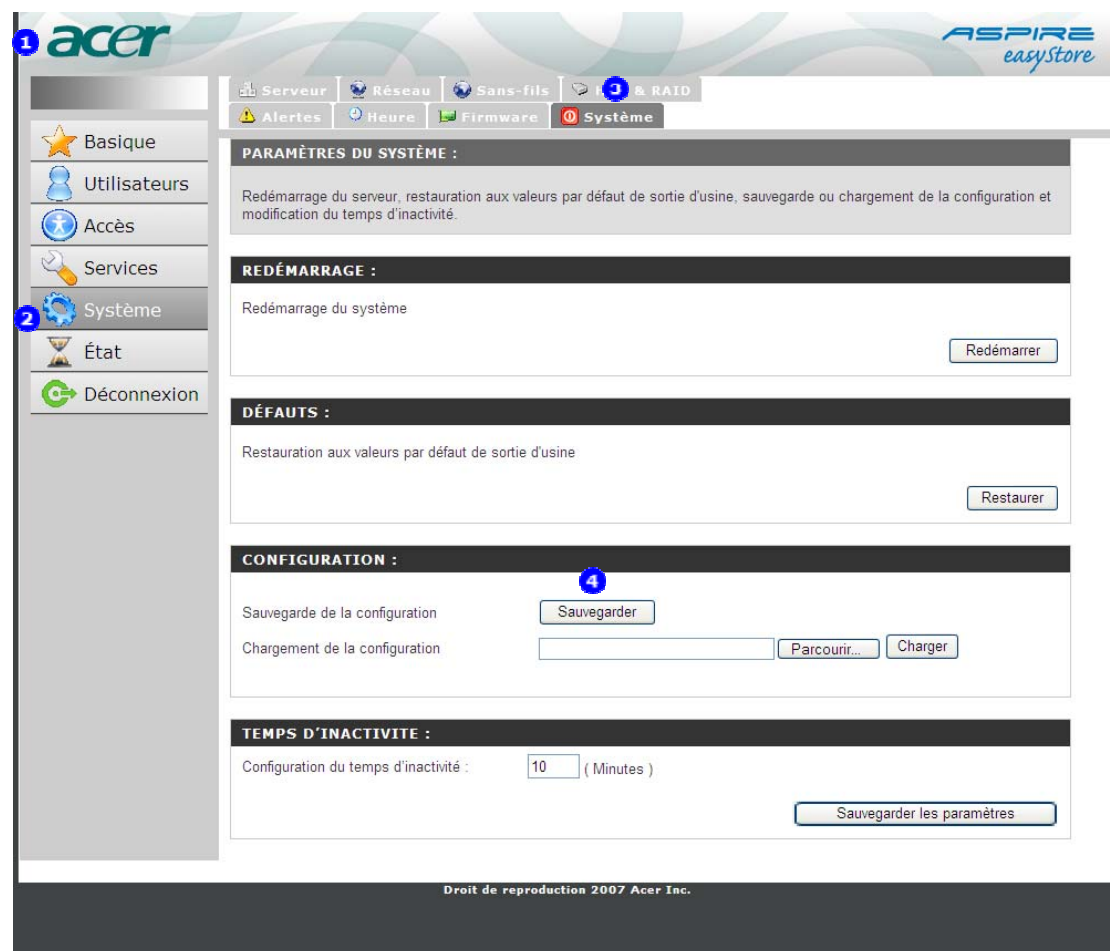 1 acer
ASPIRE
easyStore
Serveur Réseau Sans-fils 3 & RAID
Alertes Heure Firmware Système
Basique
Utilisateurs
Accès
Services
2 Système
État
Déconnexion
PARAMÈTRES DU SYSTÈME :
Redémarrage du serveur, restauration aux valeurs par défaut de sortie d'usine, sauvegarde ou chargement de la configuration et
modification du temps d'inactivité.
REDÉMARRAGE :
Redémarrage du système
Redémarrer
DÉFAUTS :
Restauration aux valeurs par défaut de sortie d'usine
Restaurer
CONFIGURATION :
4
Sauvegarde de la configuration Sauvegarder
Chargement de la configuration Parcourir... Charger
TEMPS D'INACTIVITE :
Configuration du temps d'inactivité : 10 ( Minutes )
Sauvegarder les paramètres
Droit de reproduction 2007 Acer Inc.